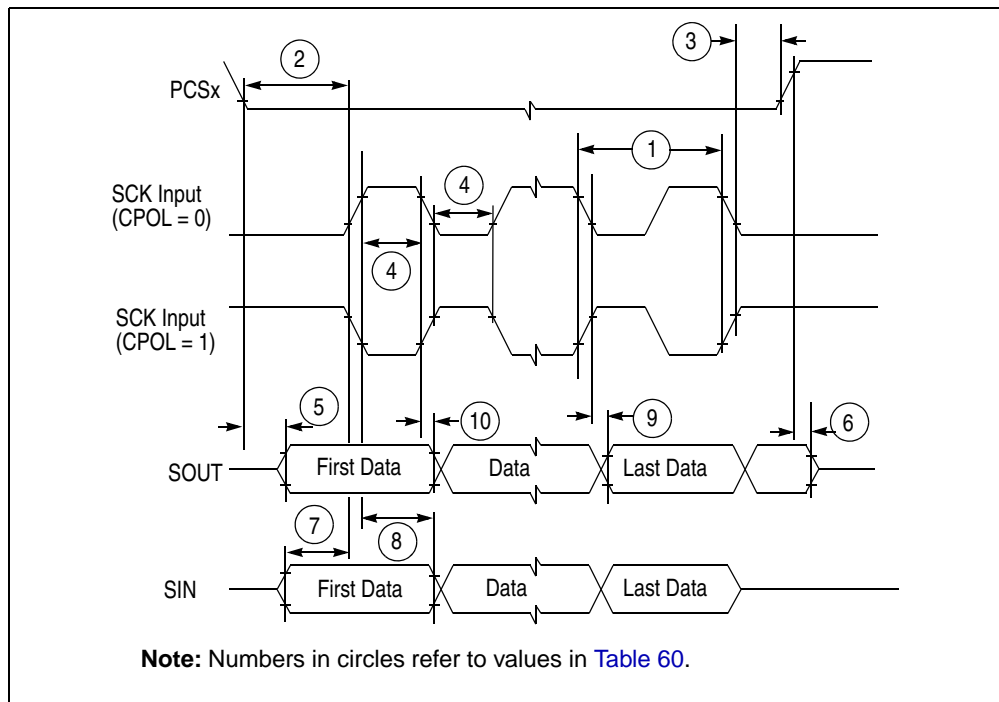 3
2
PCSx
1
4
SCK Input
(CPOL = 0)
4
SCK Input
(CPOL = 1)
5
10
9
6
SOUT
First Data
Data
Last Data
7
8
SIN
First Data
Data
Last Data
Note: Numbers in circles refer to values in Table 60.